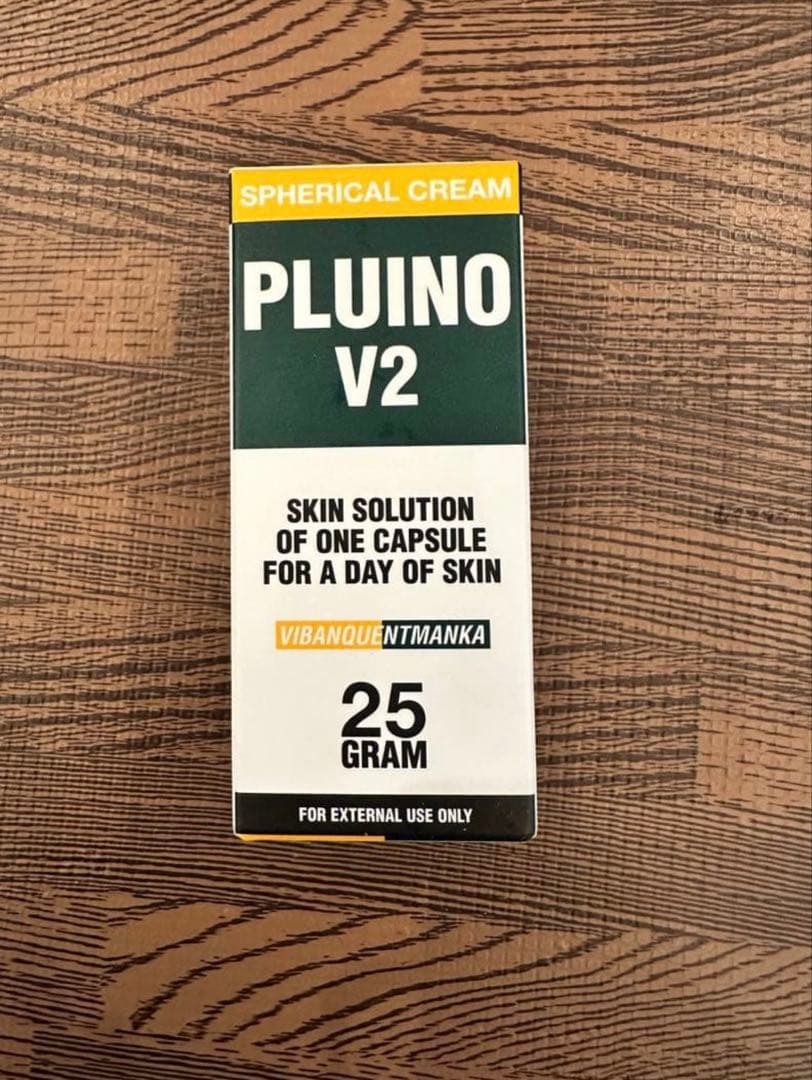 SPHERICAL CREAM
PLUINO
V2
SKIN SOLUTION
OF ONE CAPSULE
FOR A DAY OF SKIN
VIBANQUENTMANKA
25
GRAM
FOR EXTERNAL USE ONLY